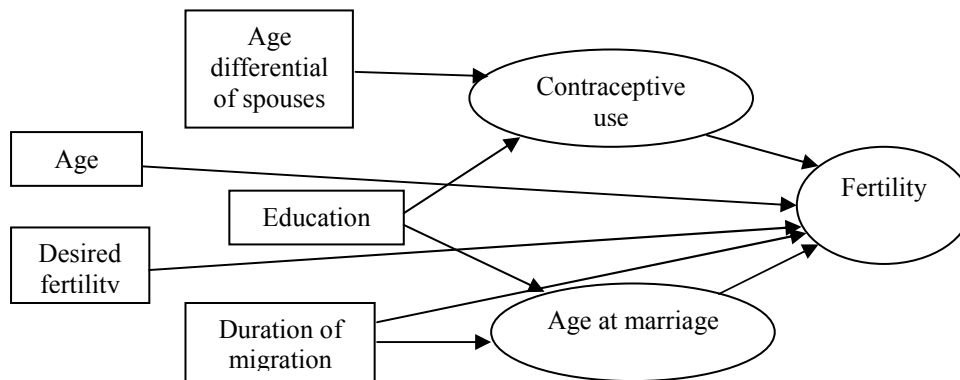 Age
differential
of spouses
Contraceptive
use
Age
Fertility
Education
Desired
fertility
Duration of
migration
Age at marriage